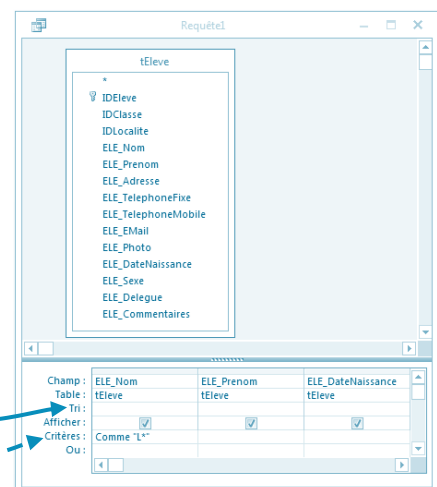 Requête1
tEleve
*
IDEleve
IDClasse
IDLocalite
ELE_Nom
ELE_Prenom
ELE_Adresse
ELE_TelephoneFixe
ELE_TelephoneMobile
ELE_EMail
ELE_Photo
ELE_DateNaissance
ELE_Sexe
ELE_Delegue
ELE_Commentaires
Champ : ELE_Nom ELE_Prenom ELE_DateNaissance
Table : tEleve tEleve tEleve
Tri :
Afficher :
Critères : Comme "L*"
Ou :